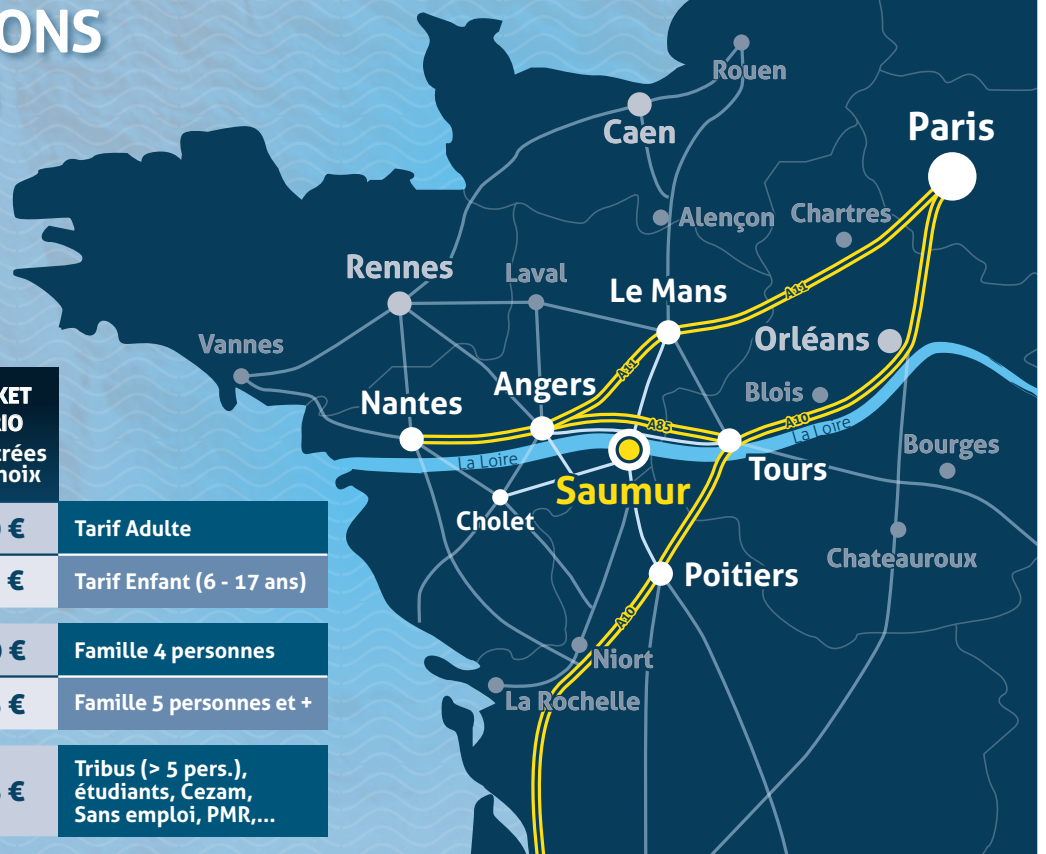 ONS
Rouen
Caen
Paris
Alençon
Chartres
Rennes
Laval
Le Mans
A11
Orléans
Vannes
Angers
A11
Blois
Nantes
A85
A10
La Loire
La Loire
Bourges
Tours
Saumur
Cholet
Chateauroux
Poitiers
A10
Niort
La Rochelle
KET
RIO
rées
hoix
€
Tarif Adulte
€
Tarif Enfant (6 - 17 ans)
€
Famille 4 personnes
€
Famille 5 personnes et +
€
Tribus (> 5 pers.),
étudiants, Cezam,
Sans emploi, PMR,...